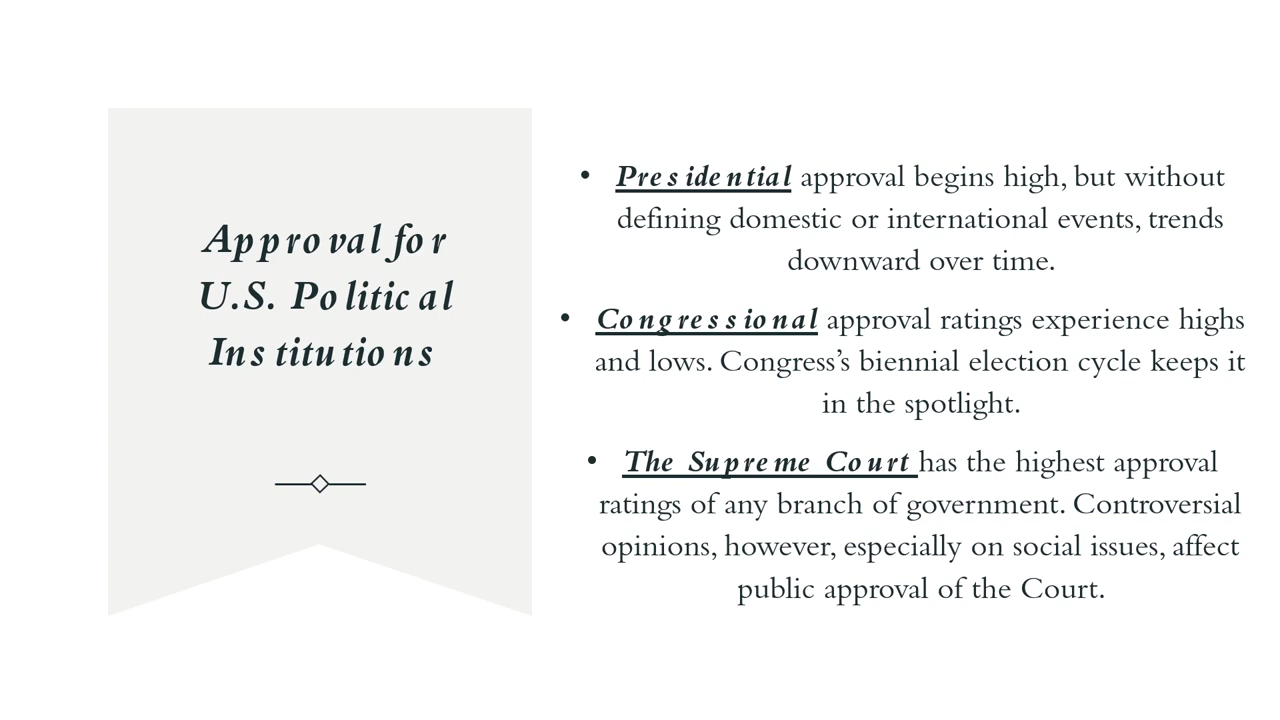 Approval for
U.S. Political
Institutions
• Presidential approval begins high, but without
defining domestic or international events, trends
downward over time.
• Congressional approval ratings experience highs
and lows. Congress’s biennial election cycle keeps it
in the spotlight.
• The Supreme Court has the highest approval
ratings of any branch of government. Controversial
opinions, however, especially on social issues, affect
public approval of the Court.